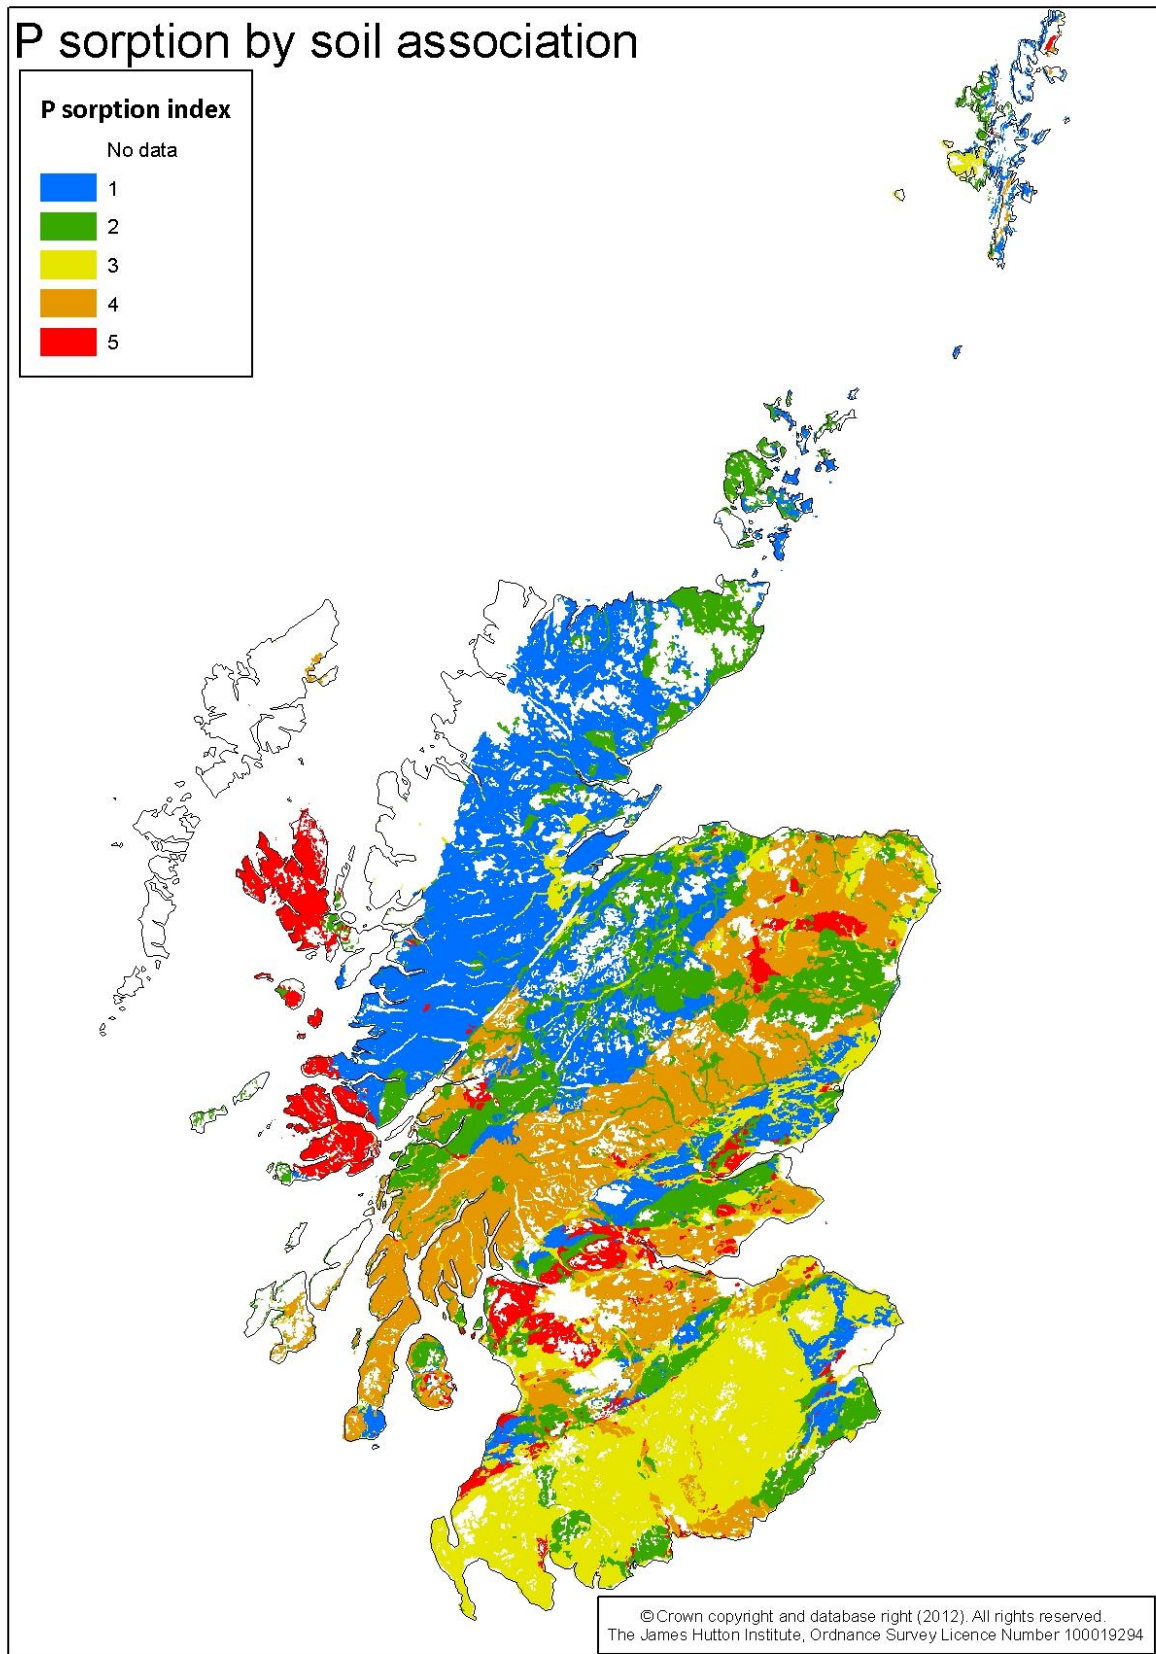 P sorption by soil association
P sorption index
No data
1
2
3
4
5
© Crown copyright and database right (2012). All rights reserved.
The James Hutton Institute, Ordnance Survey Licence Number 100019294